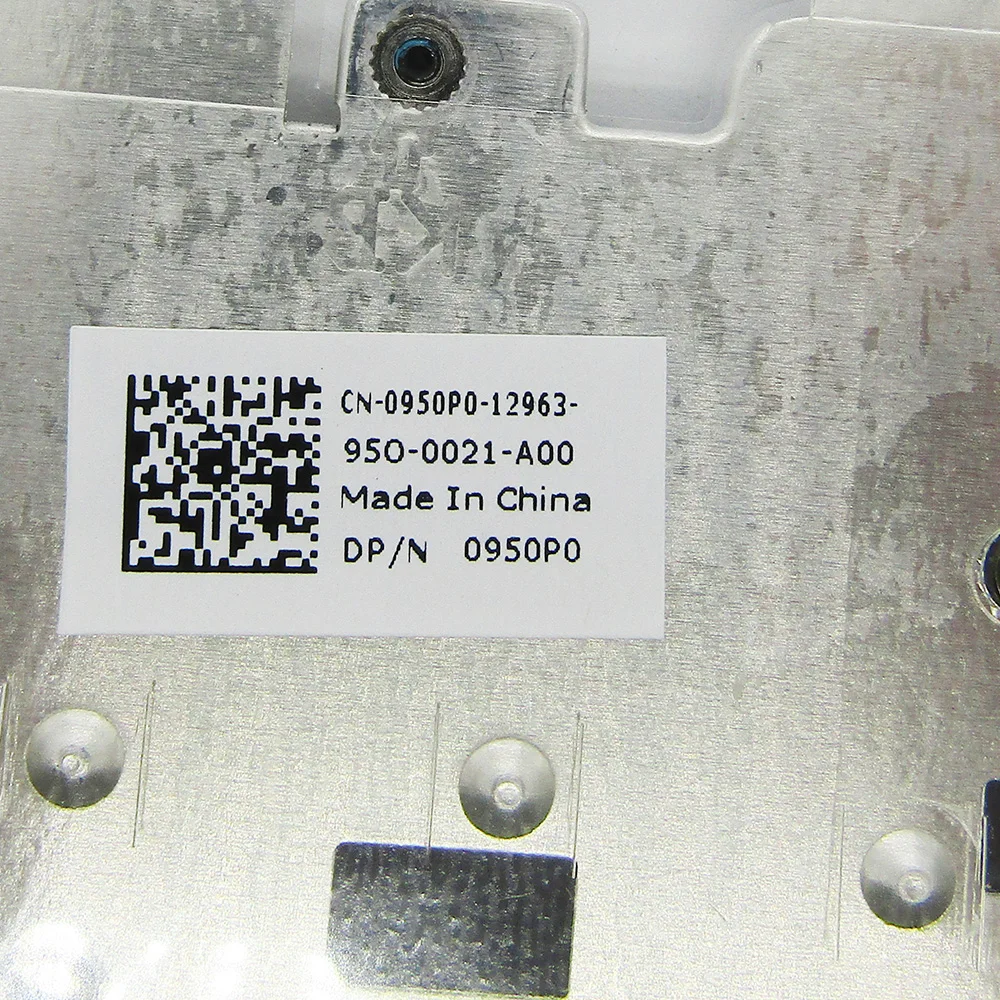 CN-0950P0-12963-
950-0021-A00
Made In China
DP/N 0950P0